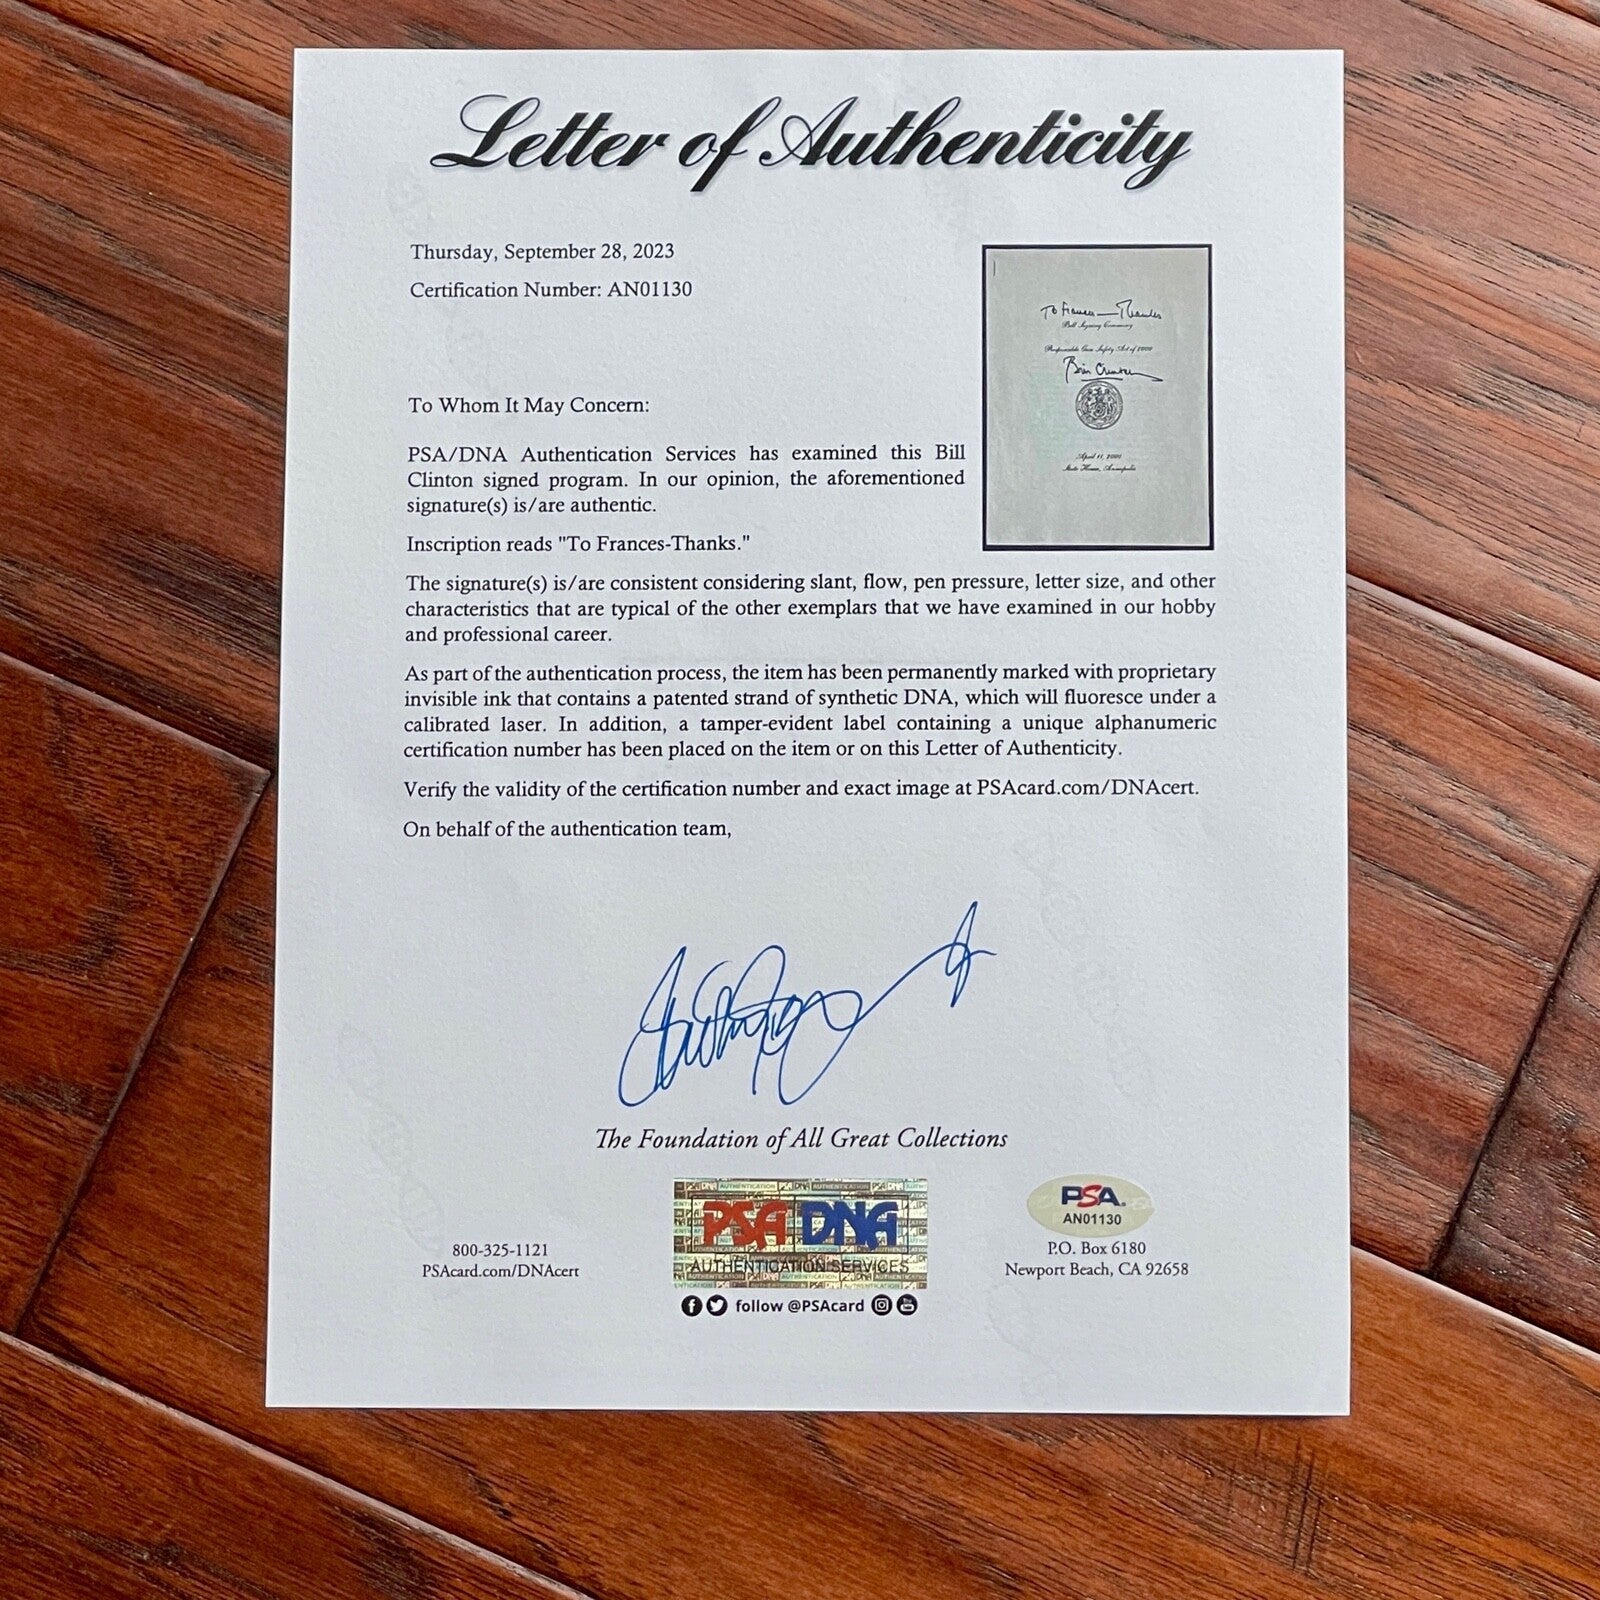 Letter of Authenticity
Thursday, September 28, 2023
Certification Number: AN01130
To Frances—Thanks
Bill Signing Ceremony
Responsible Gun Safety Act of 2000
Bill Clinton
April 11, 2000
State House, Annapolis
To Whom It May Concern:
PSA/DNA Authentication Services has examined this Bill
Clinton signed program. In our opinion, the aforementioned
signature(s) is/are authentic.
Inscription reads "To Frances-Thanks."
The signature(s) is/are consistent considering slant, flow, pen pressure, letter size, and other
characteristics that are typical of the other exemplars that we have examined in our hobby
and professional career.
As part of the authentication process, the item has been permanently marked with proprietary
invisible ink that contains a patented strand of synthetic DNA, which will fluoresce under a
calibrated laser. In addition, a tamper-evident label containing a unique alphanumeric
certification number has been placed on the item or on this Letter of Authenticity.
Verify the validity of the certification number and exact image at PSAcard.com/DNAcert.
On behalf of the authentication team,
The Foundation of All Great Collections
800-325-1121
PSAcard.com/DNAcert
PSA DNA
AUTHENTICATION SERVICES
follow @PSAcard
PSA
AN01130
P.O. Box 6180
Newport Beach, CA 92658